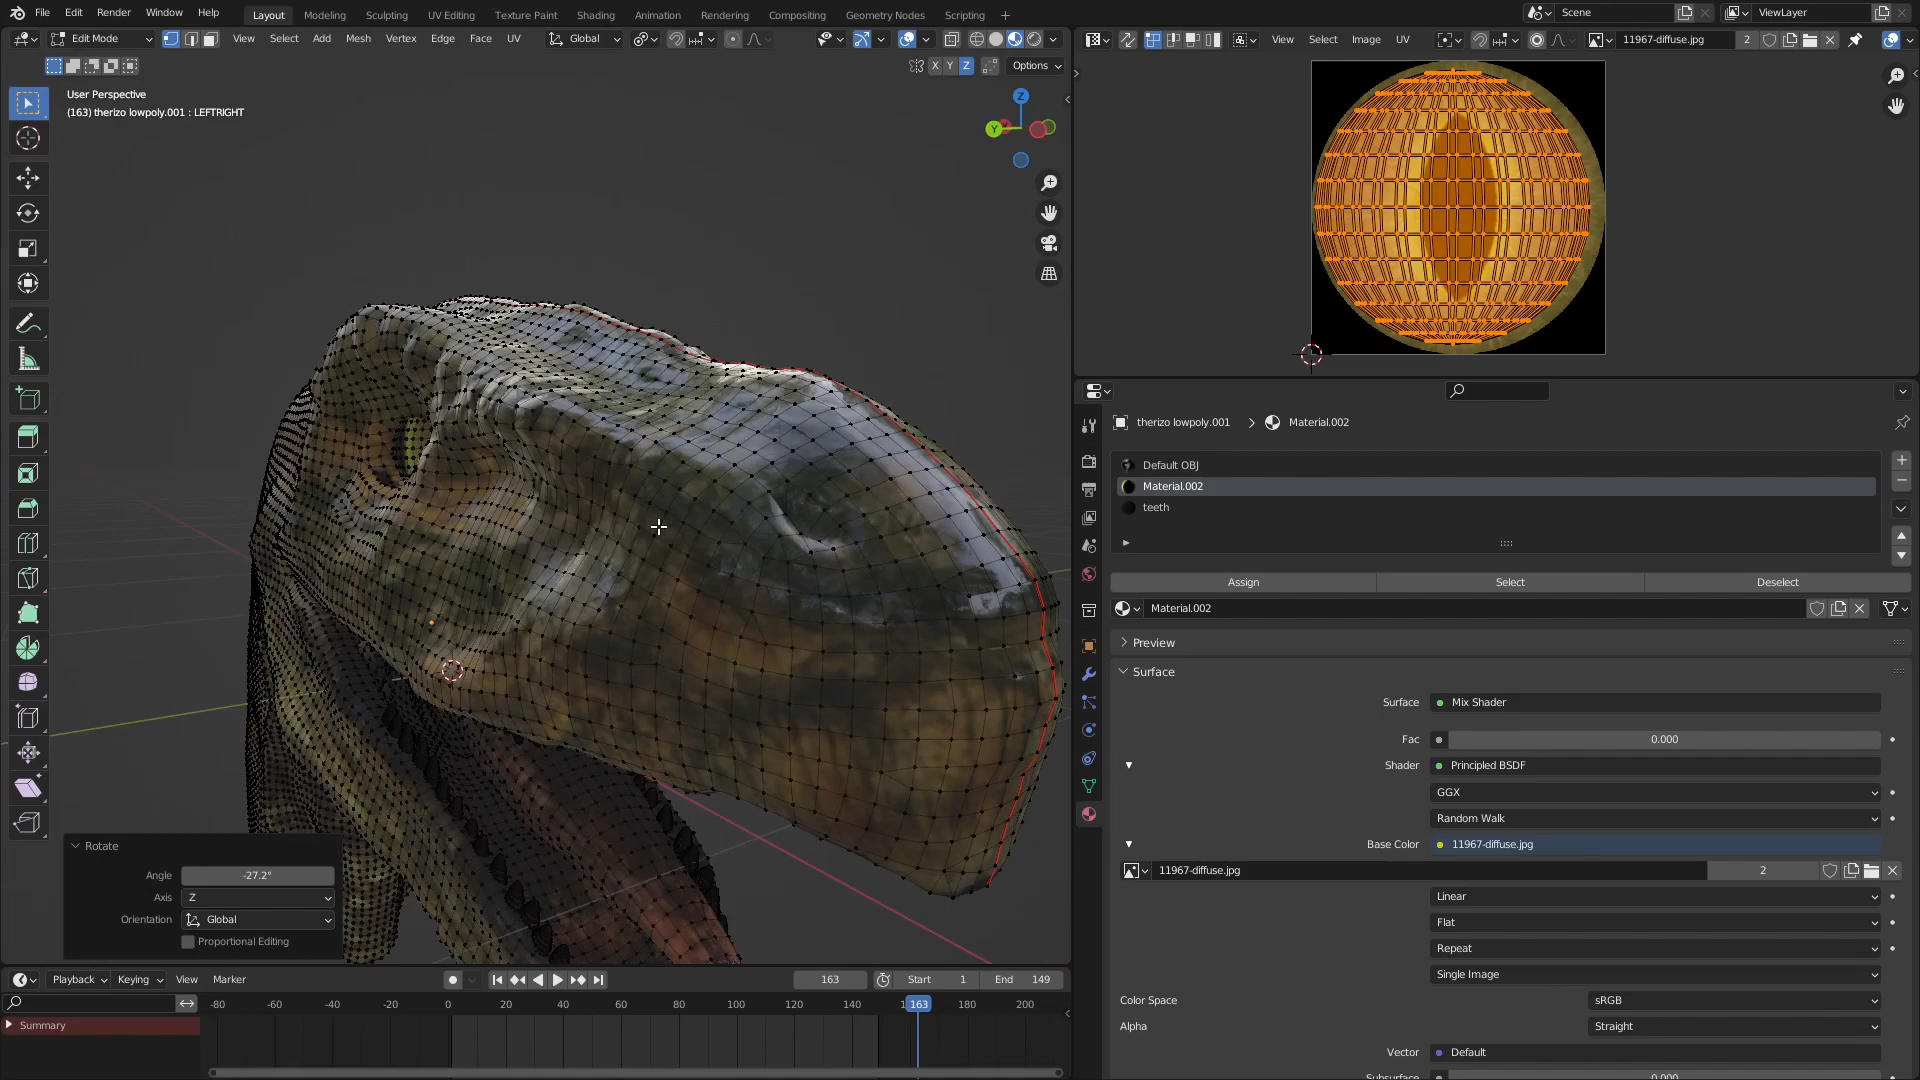 File Edit Render Window Help Layout Modeling Sculpting UV Editing Texture Paint Shading Animation Rendering Compositing Geometry Nodes Scripting + Scene ViewLayer
Edit Mode View Select Add Mesh Vertex Edge Face UV Global View Select Image UV 11967-diffuse.jpg 2
X Y Z Options
User Perspective
(163) therizo lowpoly.001 : LEFTRIGHT
Z
Y
therizo lowpoly.001 > Material.002
Default OBJ
Material.002
teeth
Assign Select Deselect
Material.002
Preview
Surface
Surface Mix Shader
Fac 0.000
Shader Principled BSDF
GGX
Random Walk
Base Color 11967-diffuse.jpg
11967-diffuse.jpg 2
Linear
Flat
Repeat
Single Image
Color Space sRGB
Alpha Straight
Vector Default
Subsurface 0.000
Rotate
Angle -27.2°
Axis Z
Orientation Global
Proportional Editing
Playback Keying View Marker 163 Start 1 End 149
-80 -60 -40 -20 0 20 40 60 80 100 120 140 163 180 200
Summary